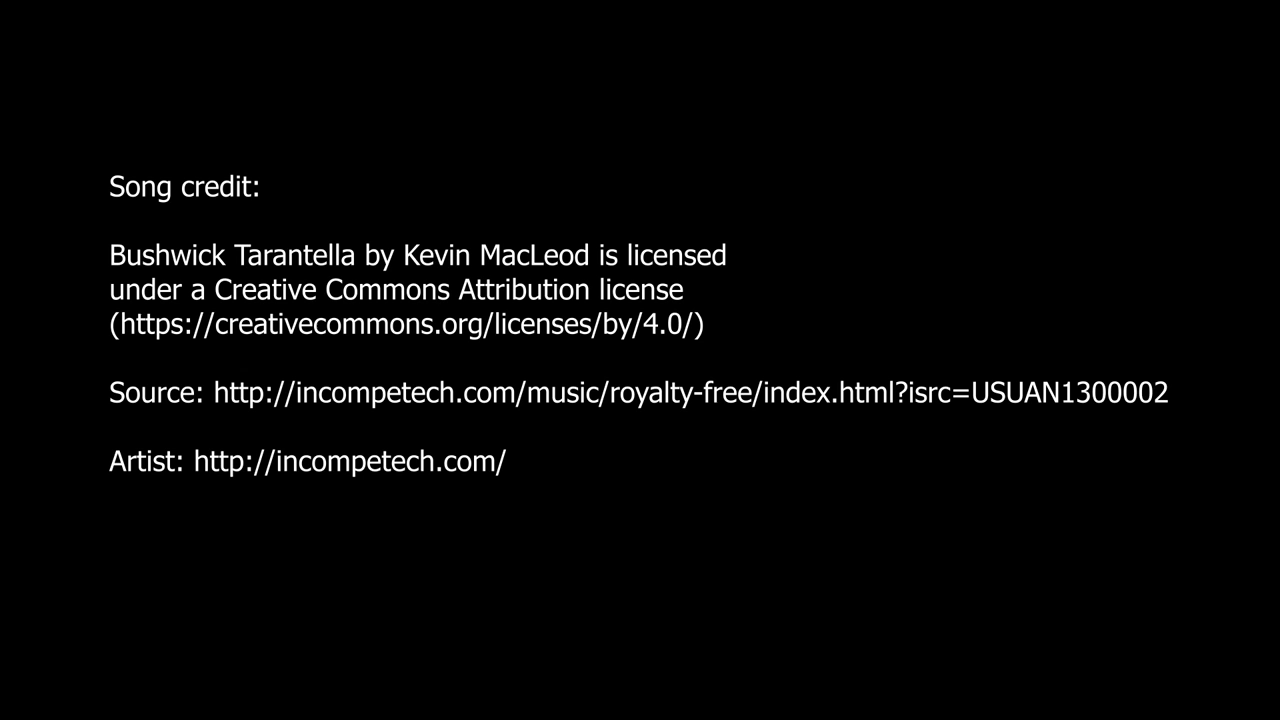 Song credit:
Bushwick Tarantella by Kevin MacLeod is licensed
under a Creative Commons Attribution license
(https://creativecommons.org/licenses/by/4.0/)
Source: http://incompetech.com/music/royalty-free/index.html?isrc=USUAN1300002
Artist: http://incompetech.com/